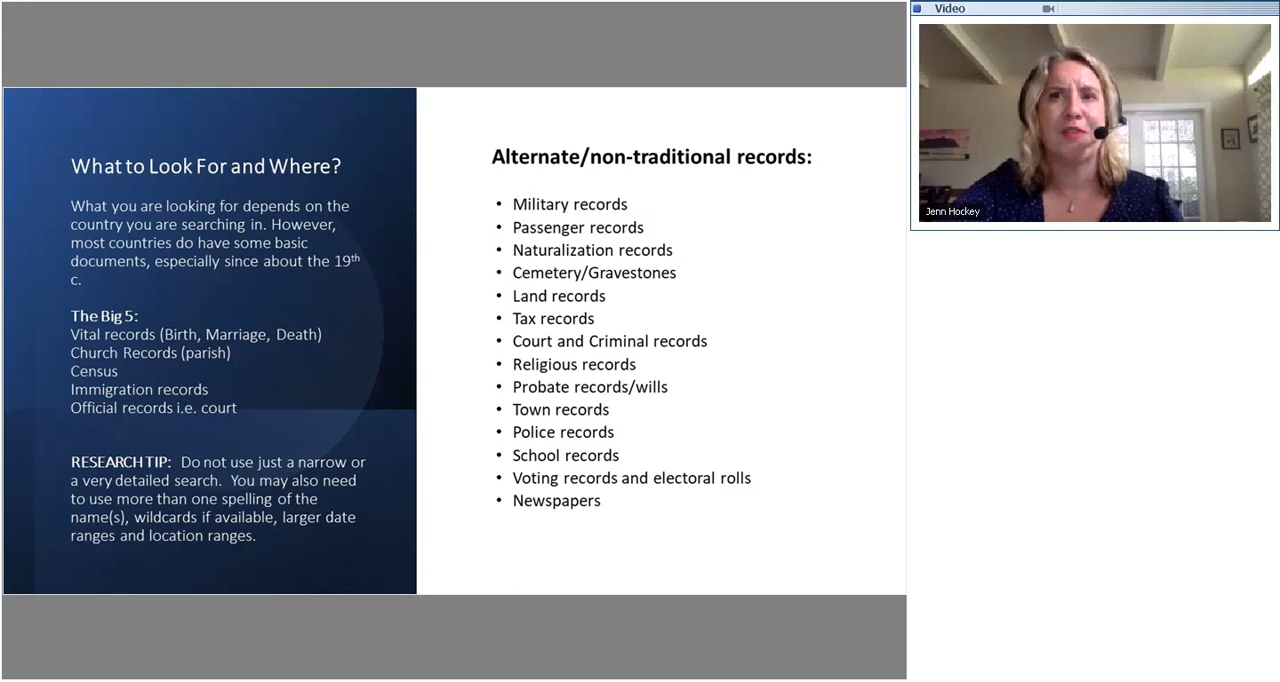 Video
Jenn Hockey
What to Look For and Where?
What you are looking for depends on the
country you are searching in. However,
most countries do have some basic
documents, especially since about the 19th
c.
The Big 5:
Vital records (Birth, Marriage, Death)
Church Records (parish)
Census
Immigration records
Official records i.e. court
RESEARCH TIP: Do not use just a narrow or
a very detailed search. You may also need
to use more than one spelling of the
name(s), wildcards if available, larger date
ranges and location ranges.
Alternate/non-traditional records:
• Military records
• Passenger records
• Naturalization records
• Cemetery/Gravestones
• Land records
• Tax records
• Court and Criminal records
• Religious records
• Probate records/wills
• Town records
• Police records
• School records
• Voting records and electoral rolls
• Newspapers